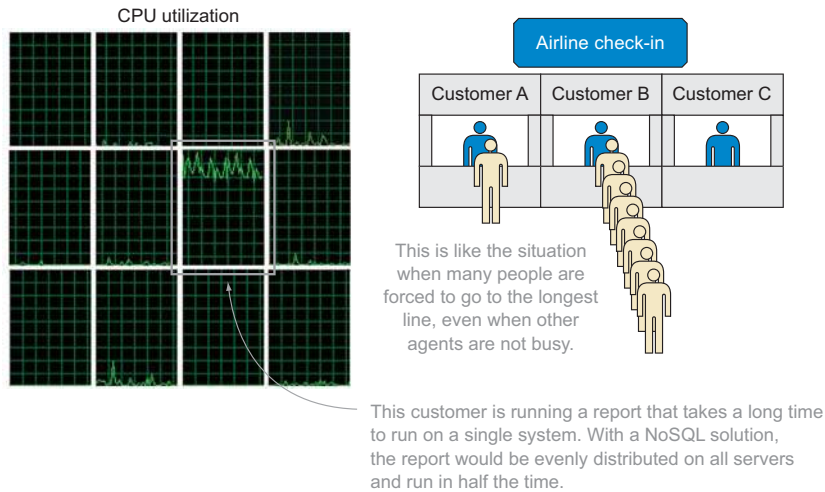 CPU utilization
Airline check-in
Customer A
Customer B
Customer C
This is like the situation
when many people are
forced to go to the longest
line, even when other
agents are not busy.
This customer is running a report that takes a long time
to run on a single system. With a NoSQL solution,
the report would be evenly distributed on all servers
and run in half the time.